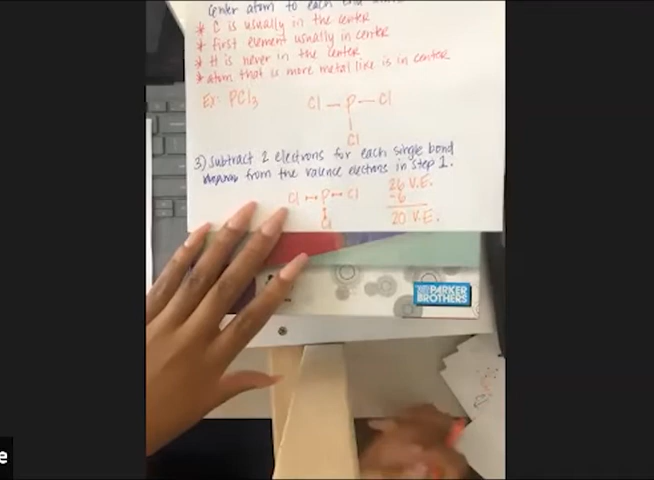 center atom to each end
* C is usually in the center
* first element usually in center
* H is never in the center
* atom that is more metal like is in center
Ex: PCl3
Cl — P — Cl
Cl
3) Subtract 2 electrons for each single bond
from the valence electrons in step 1.
Cl P Cl
Cl
26 V.E.
-6
20 V.E.
PARKER
BROTHERS
e